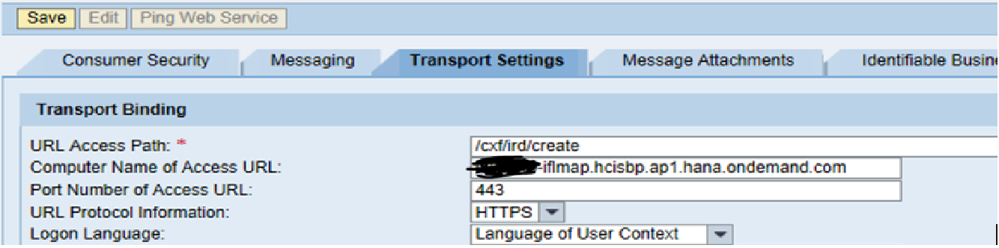 Save Edit Ping Web Service
Consumer Security Messaging Transport Settings Message Attachments Identifiable Busine
Transport Binding
URL Access Path: * /cxf/ird/create
Computer Name of Access URL: -iflmap.hcisbp.ap1.hana.ondemand.com
Port Number of Access URL: 443
URL Protocol Information: HTTPS
Logon Language: Language of User Context